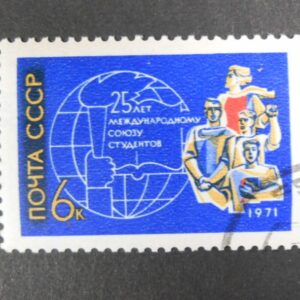 ПОЧТА СССР
6К
25 ЛЕТ
МЕЖДУНАРОДНОМУ
СОЮЗУ
СТУДЕНТОВ
1971